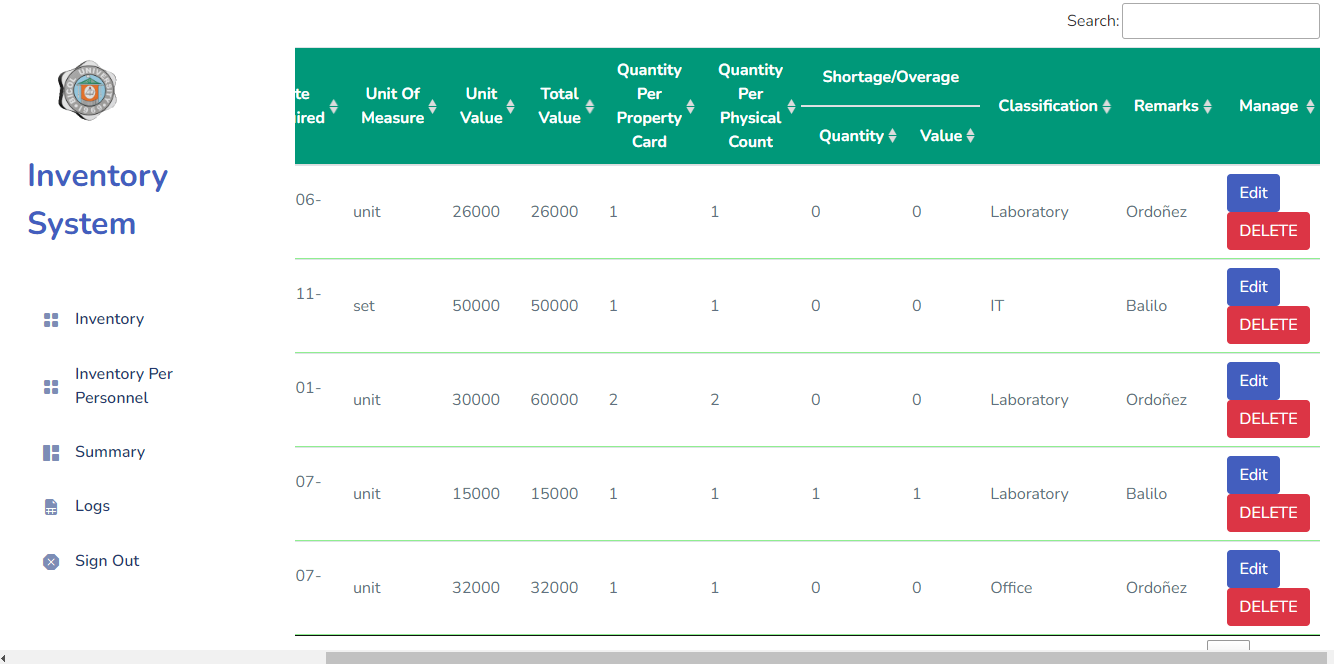 Search:
Inventory
System
Inventory
Inventory Per
Personnel
Summary
Logs
Sign Out
te
ired
Unit Of
Measure
Unit
Value
Total
Value
Quantity
Per
Property
Card
Quantity
Per
Physical
Count
Shortage/Overage
Quantity
Value
Classification
Remarks
Manage
06- unit 26000 26000 1 1 0 0 Laboratory Ordoñez Edit
DELETE
11- set 50000 50000 1 1 0 0 IT Balilo Edit
DELETE
01- unit 30000 60000 2 2 0 0 Laboratory Ordoñez Edit
DELETE
07- unit 15000 15000 1 1 1 1 Laboratory Balilo Edit
DELETE
07- unit 32000 32000 1 1 0 0 Office Ordoñez Edit
DELETE